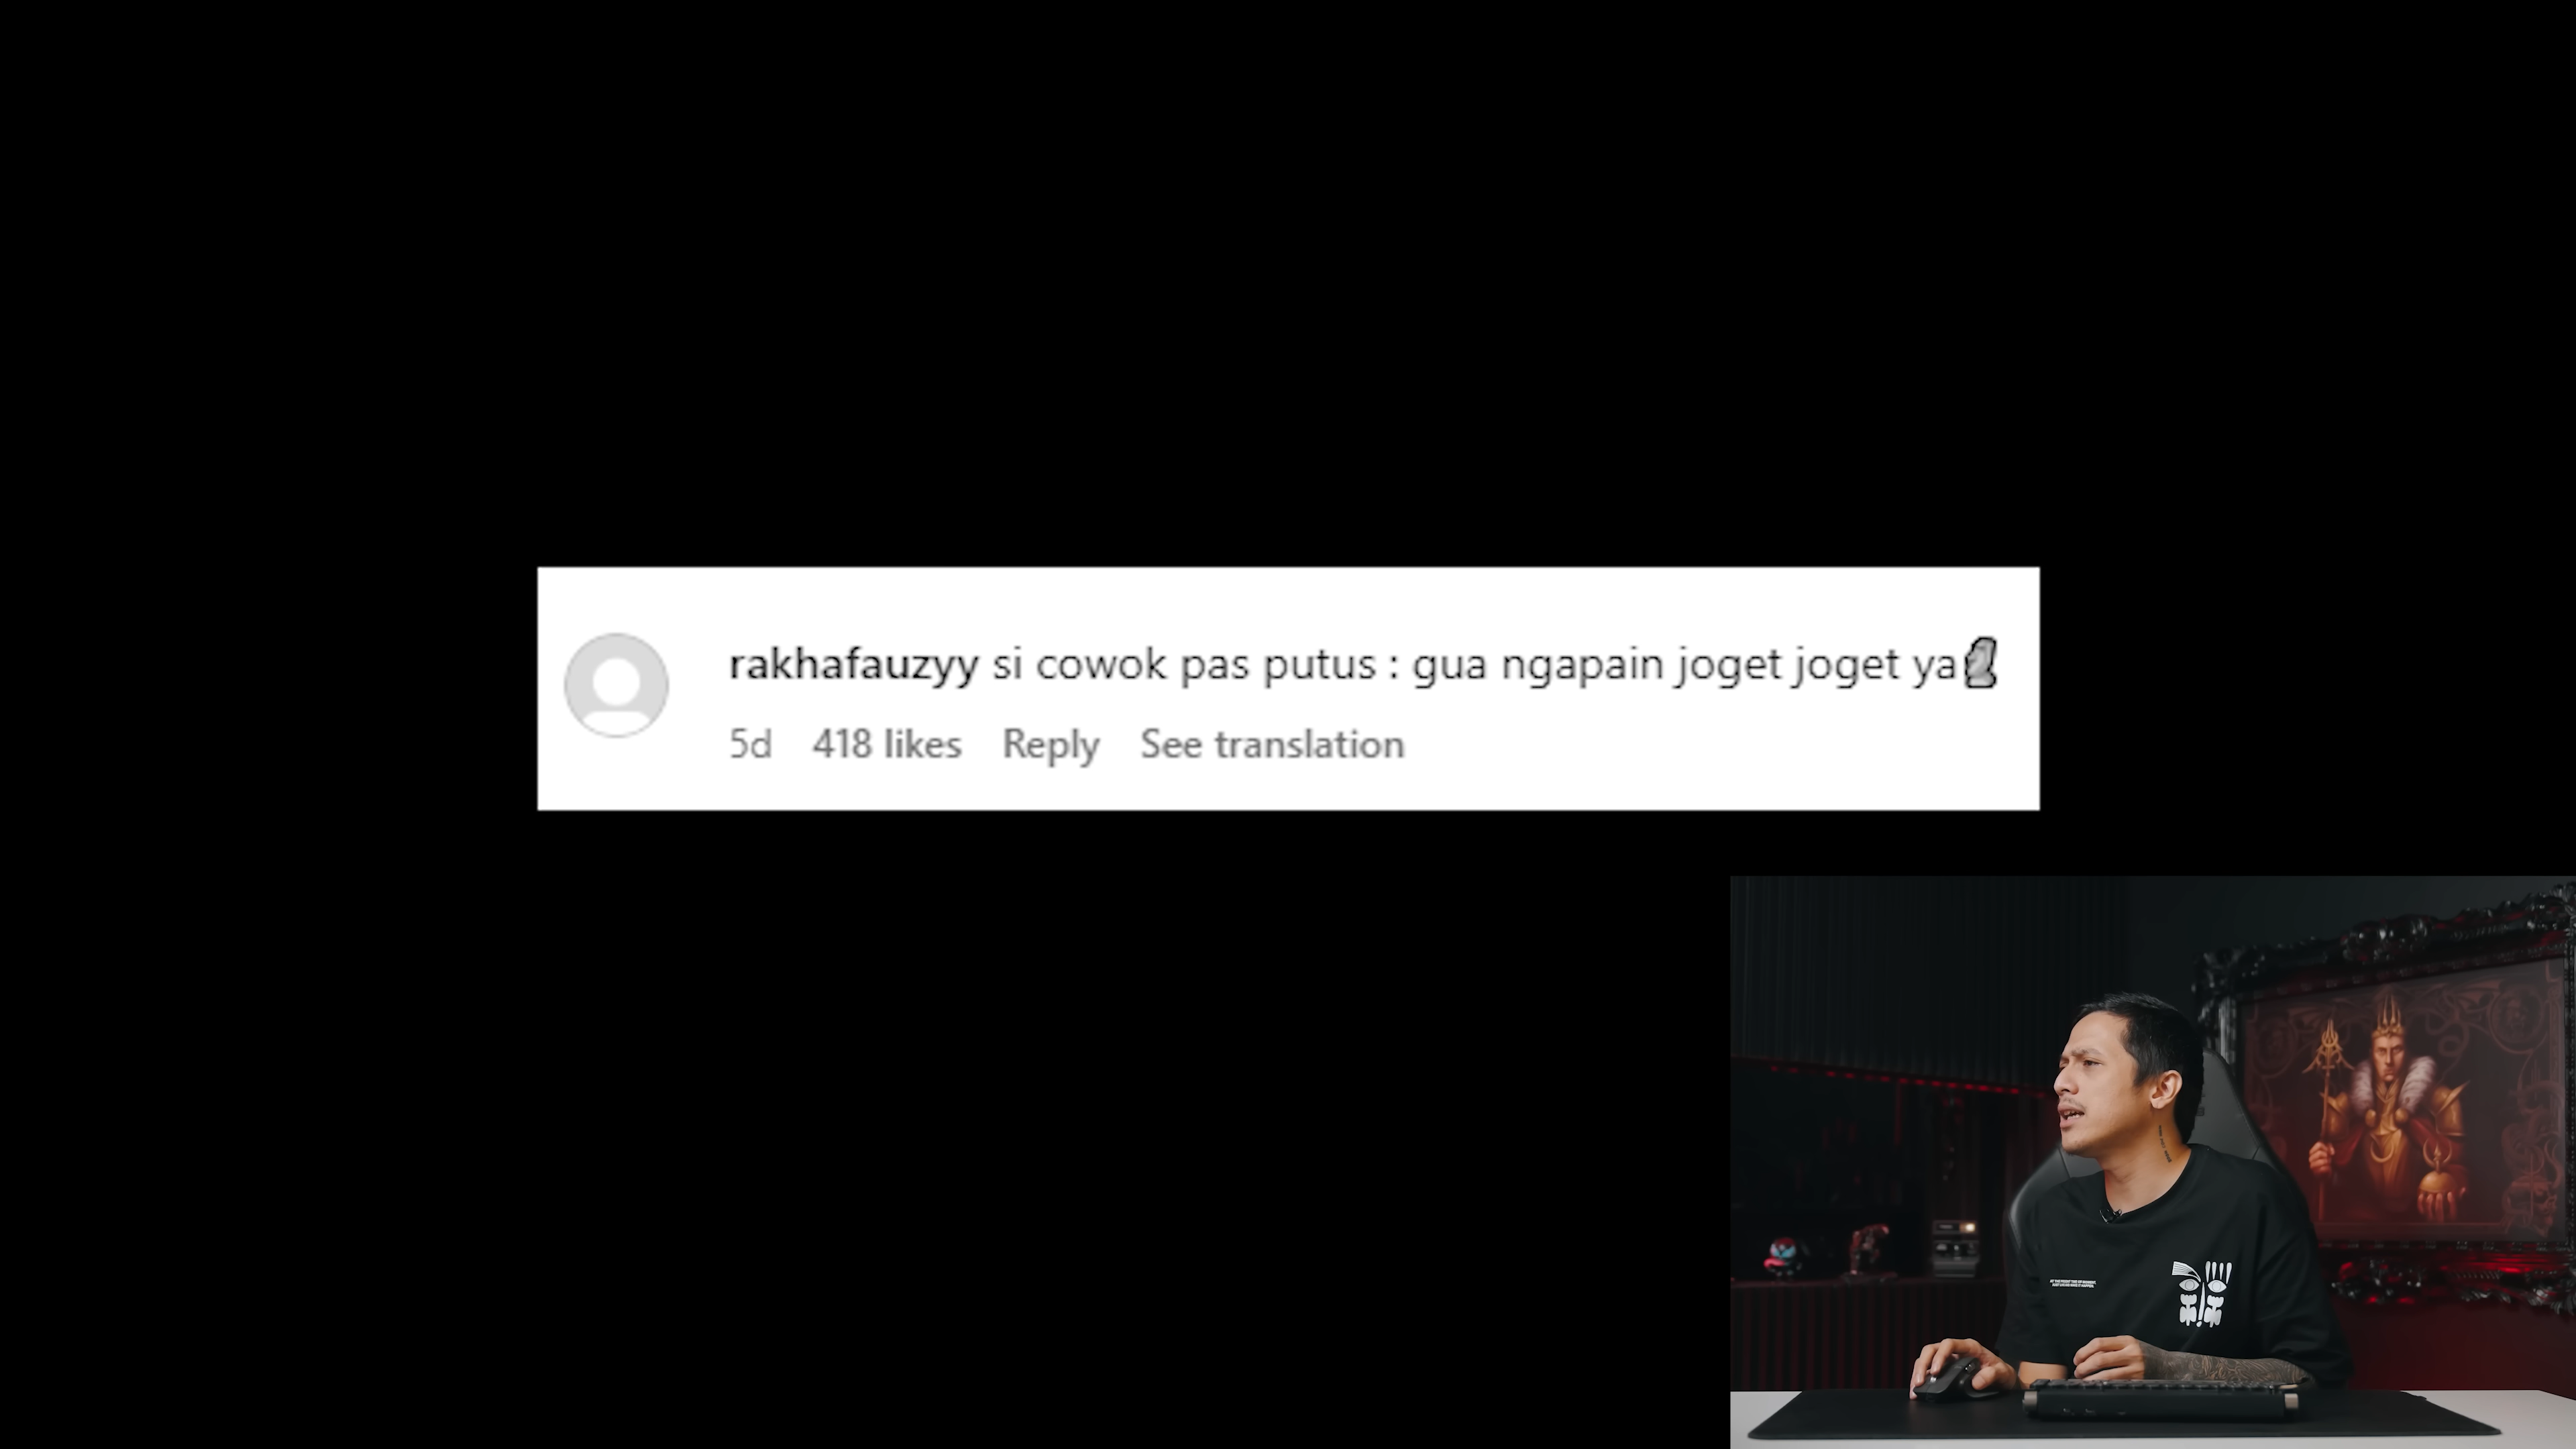 rakhafauzyy si cowok pas putus : gua ngapain joget joget ya🗿
5d 418 likes Reply See translation